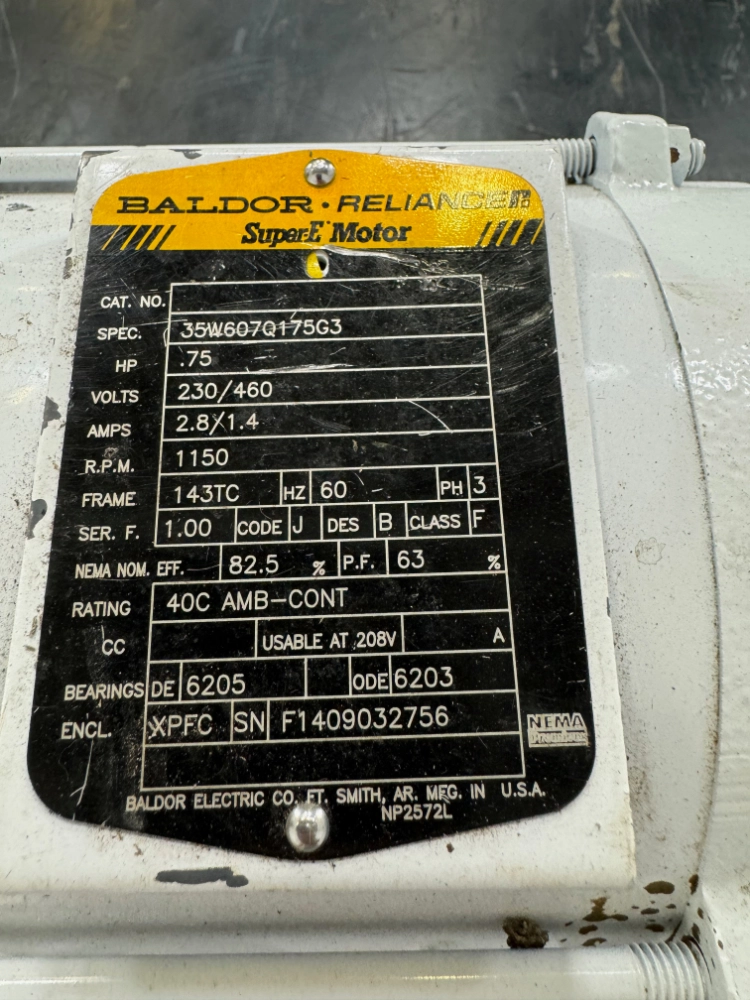 BALDOR · RELIANCER
Super-E Motor
CAT. NO.
SPEC. 35W607Q175G3
HP .75
VOLTS 230/460
AMPS 2.8/1.4
R.P.M. 1150
FRAME 143TC HZ 60 PH 3
SER. F. 1.00 CODE J DES B CLASS F
NEMA NOM. EFF. 82.5 % P.F. 63 %
RATING 40C AMB-CONT
CC USABLE AT 208V A
BEARINGS DE 6205 ODE 6203
ENCL. XPFC SN F1409032756
NEMA
BALDOR ELECTRIC CO. FT. SMITH, AR. MFG. IN U.S.A.
NP2572L